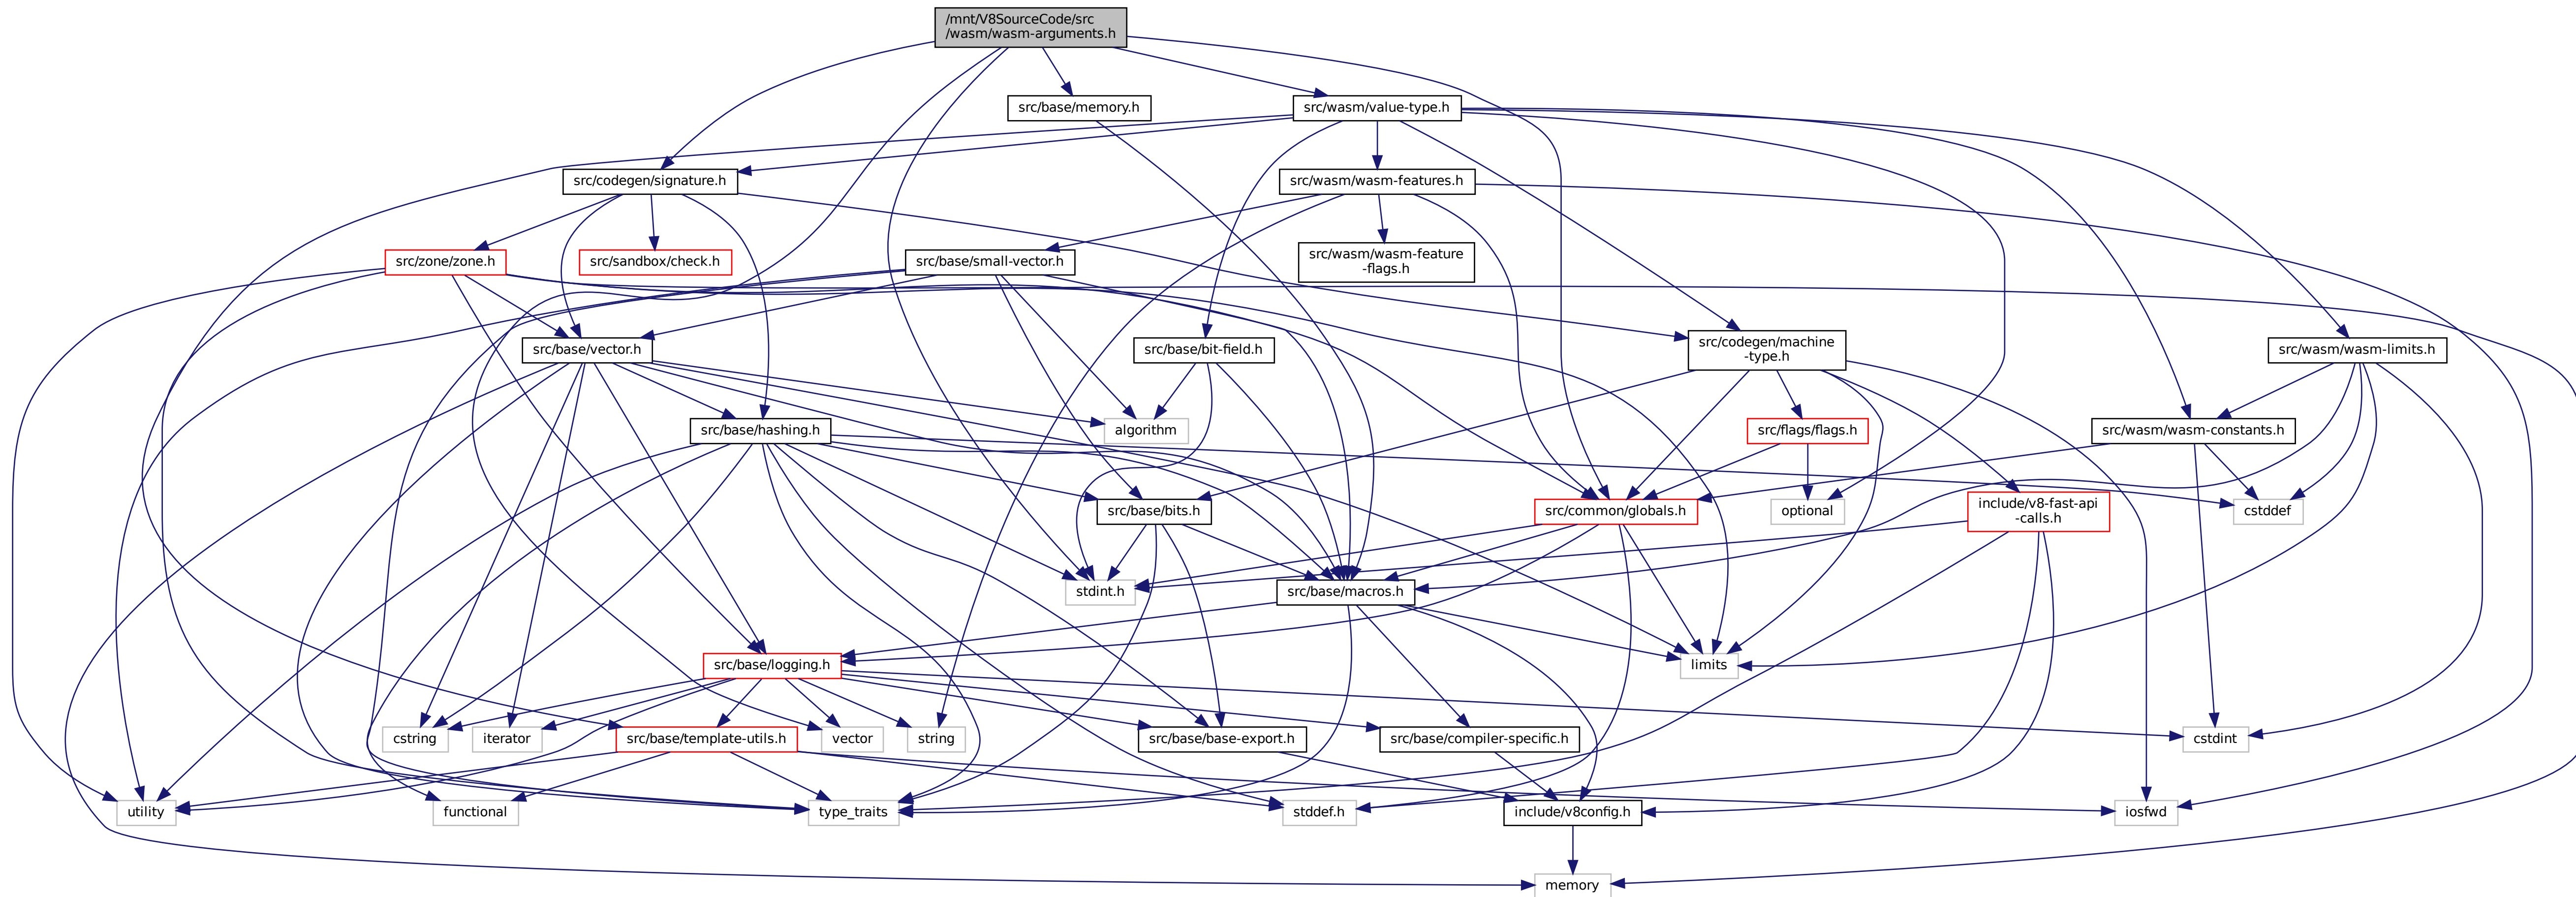 /mnt/V8SourceCode/src
/wasm/wasm-arguments.h
src/base/memory.h
src/wasm/value-type.h
src/codegen/signature.h
src/wasm/wasm-features.h
src/zone/zone.h
src/sandbox/check.h
src/base/small-vector.h
src/wasm/wasm-feature
-flags.h
src/base/vector.h
src/base/bit-field.h
src/codegen/machine
-type.h
src/wasm/wasm-limits.h
src/base/hashing.h
algorithm
src/flags/flags.h
src/wasm/wasm-constants.h
src/base/bits.h
src/common/globals.h
optional
include/v8-fast-api
-calls.h
cstddef
stdint.h
src/base/macros.h
src/base/logging.h
limits
cstring
iterator
src/base/template-utils.h
vector
string
src/base/base-export.h
src/base/compiler-specific.h
cstdint
utility
functional
type_traits
stddef.h
include/v8config.h
iosfwd
memory